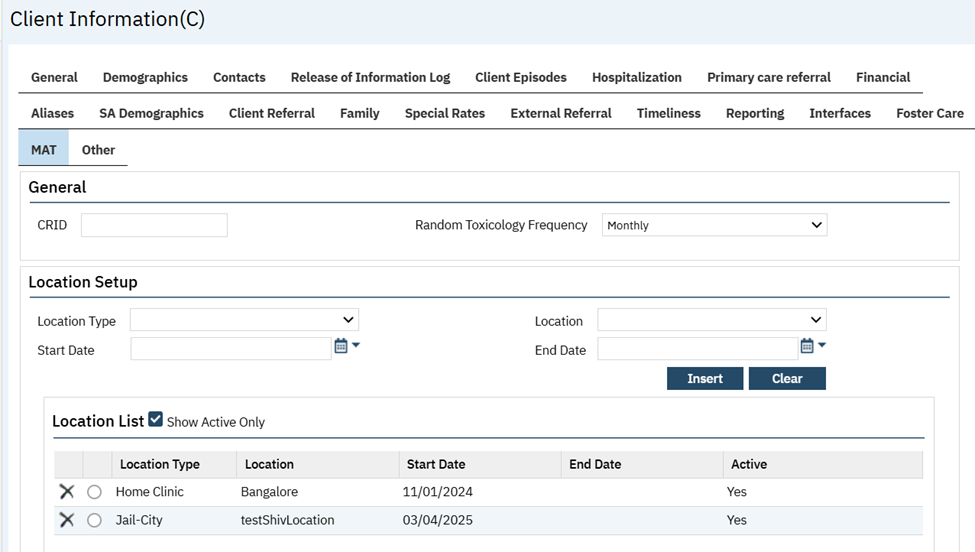 Client Information(C)
General Demographics Contacts Release of Information Log Client Episodes Hospitalization Primary care referral Financial
Aliases SA Demographics Client Referral Family Special Rates External Referral Timeliness Reporting Interfaces Foster Care
MAT Other
General
CRID Random Toxicology Frequency Monthly
Location Setup
Location Type Location
Start Date End Date
Insert Clear
Location List Show Active Only
Location Type Location Start Date End Date Active
Home Clinic Bangalore 11/01/2024 Yes
Jail-City testShivLocation 03/04/2025 Yes